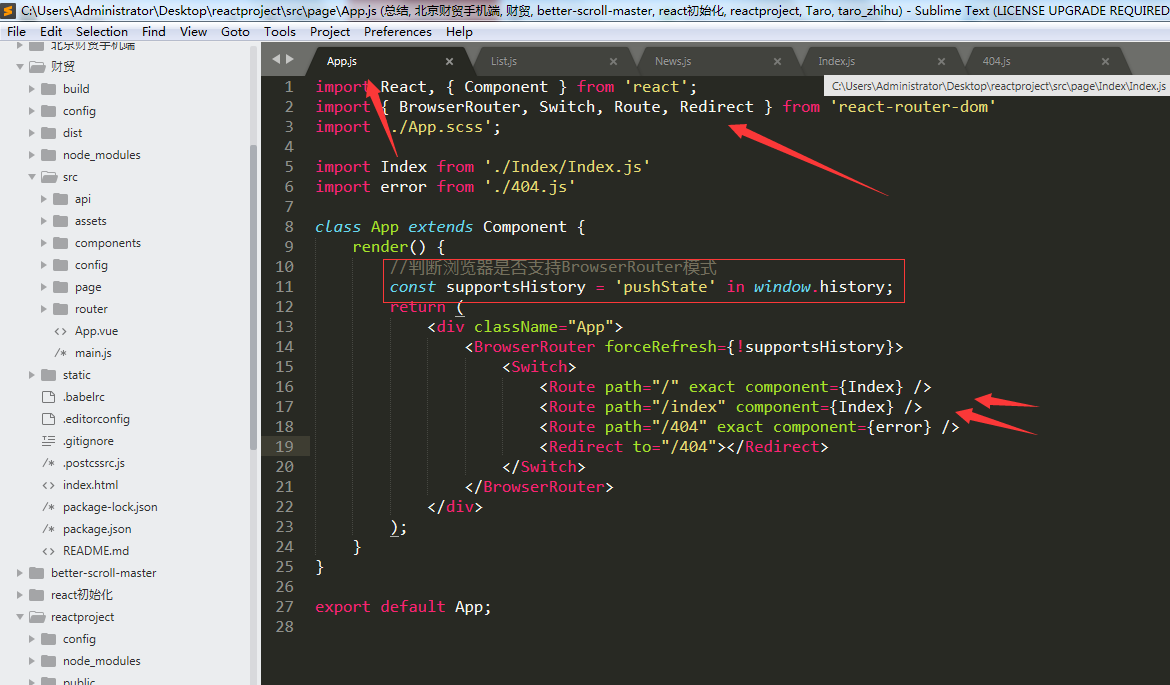 C:\Users\Administrator\Desktop\reactproject\src\page\App.js (总结, 北京财贸手机端, 财贸, better-scroll-master, react初始化, reactproject, Taro, taro_zhihu) - Sublime Text (LICENSE UPGRADE REQUIRED
File Edit Selection Find View Goto Tools Project Preferences Help
北京财贸手机端
财贸
build
config
dist
node_modules
src
api
assets
components
config
page
router
App.vue
main.js
static
.babelrc
.editorconfig
.gitignore
.postcssrc.js
index.html
package-lock.json
package.json
README.md
better-scroll-master
react初始化
reactproject
config
node_modules
public
App.js List.js News.js Index.js 404.js
C:\Users\Administrator\Desktop\reactproject\src\page\Index\Index.js
1 import React, { Component } from 'react';
2 import { BrowserRouter, Switch, Route, Redirect } from 'react-router-dom'
3 import './App.scss';
4
5 import Index from './Index/Index.js'
6 import error from './404.js'
7
8 class App extends Component {
9 render() {
10 //判断浏览器是否支持BrowserRouter模式
11 const supportsHistory = 'pushState' in window.history;
12 return (
13 <div className="App">
14 <BrowserRouter forceRefresh={!supportsHistory}>
15 <Switch>
16 <Route path="/" exact component={Index} />
17 <Route path="/index" component={Index} />
18 <Route path="/404" exact component={error} />
19 <Redirect to="/404"></Redirect>
20 </Switch>
21 </BrowserRouter>
22 </div>
23 );
24 }
25 }
26
27 export default App;
28